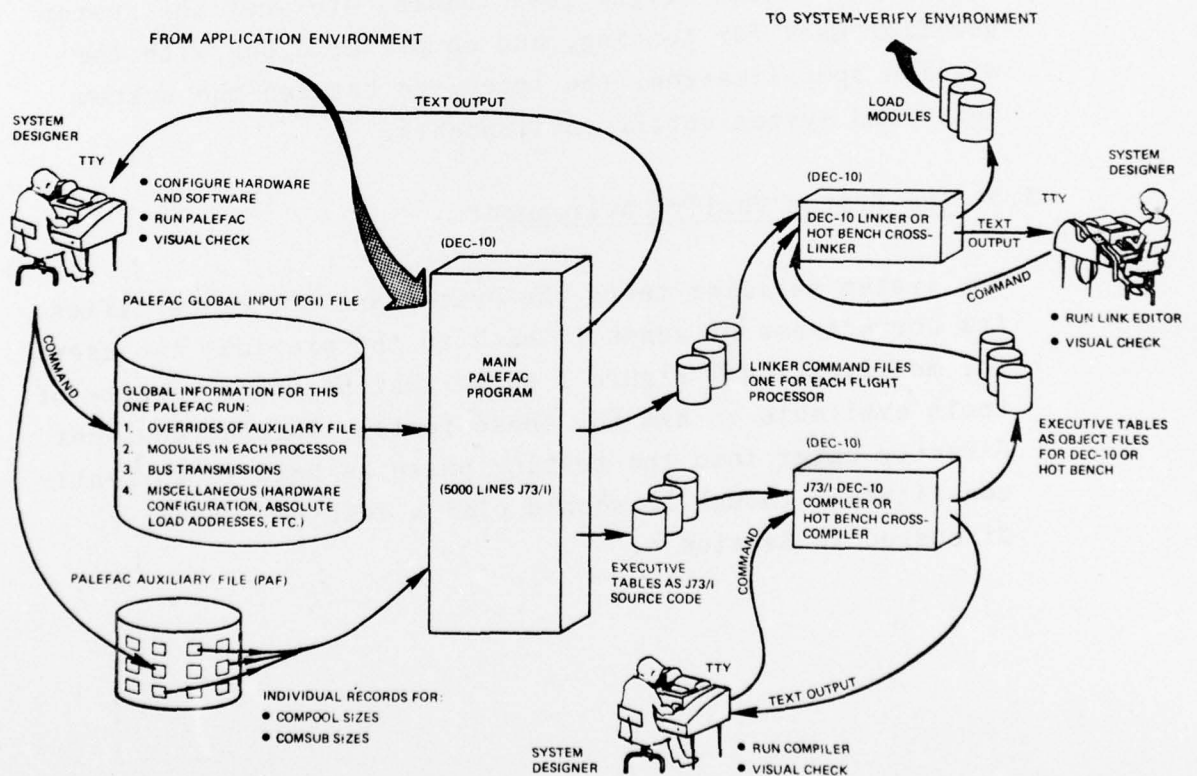 TO SYSTEM-VERIFY ENVIRONMENT
FROM APPLICATION ENVIRONMENT
TEXT OUTPUT
LOAD
MODULES
SYSTEM
DESIGNER
TTY
• CONFIGURE HARDWARE
AND SOFTWARE
• RUN PALEFAC
• VISUAL CHECK
(DEC-10)
DEC-10 LINKER OR
HOT BENCH CROSS-
LINKER
TEXT
OUTPUT
SYSTEM
DESIGNER
TTY
COMMAND
• RUN LINK EDITOR
• VISUAL CHECK
(DEC-10)
MAIN
PALEFAC
PROGRAM
(5000 LINES J73/I)
PALEFAC GLOBAL INPUT (PGI) FILE
COMMAND
GLOBAL INFORMATION FOR THIS
ONE PALEFAC RUN:
1. OVERRIDES OF AUXILIARY FILE
2. MODULES IN EACH PROCESSOR
3. BUS TRANSMISSIONS
4. MISCELLANEOUS (HARDWARE
CONFIGURATION, ABSOLUTE
LOAD ADDRESSES, ETC.)
LINKER COMMAND FILES
ONE FOR EACH FLIGHT
PROCESSOR
EXECUTIVE TABLES
AS OBJECT FILES
FOR DEC-10 OR
HOT BENCH
(DEC-10)
J73/I DEC-10
COMPILER OR
HOT BENCH CROSS-
COMPILER
EXECUTIVE
TABLES AS J73/I
SOURCE CODE
COMMAND
PALEFAC AUXILIARY FILE (PAF)
INDIVIDUAL RECORDS FOR:
• COMPOOL SIZES
• COMSUB SIZES
TTY
TEXT OUTPUT
SYSTEM
DESIGNER
• RUN COMPILER
• VISUAL CHECK